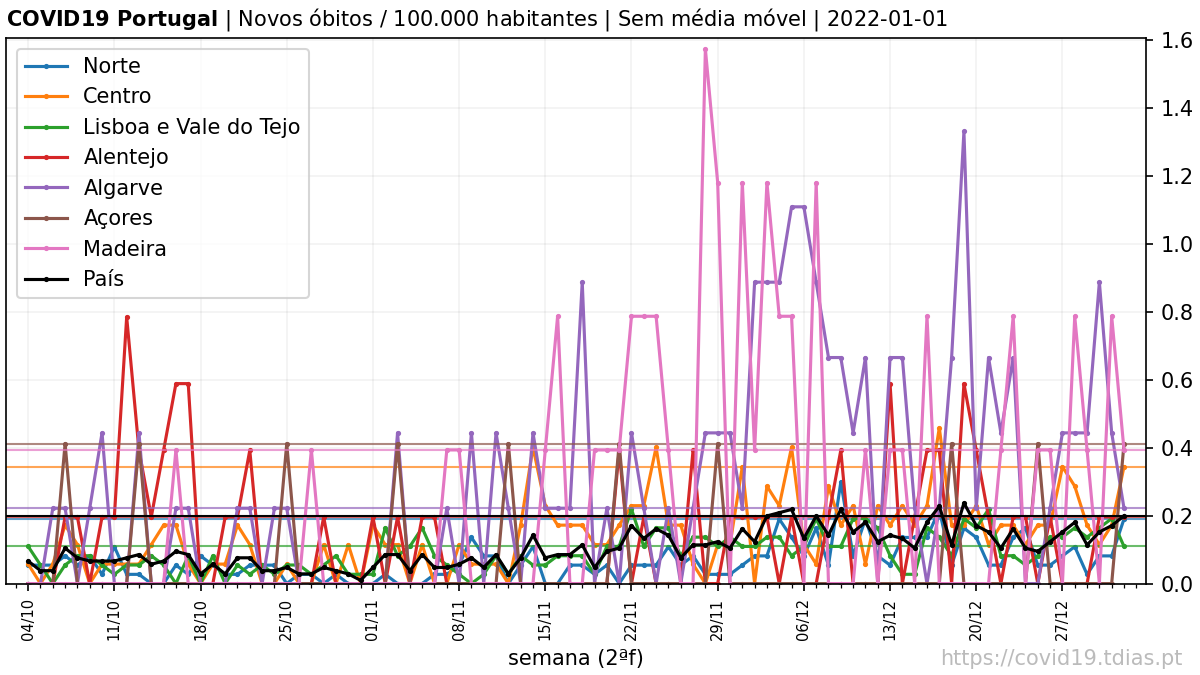 COVID19 Portugal | Novos óbitos / 100.000 habitantes | Sem média móvel | 2022-01-01
Norte
Centro
Lisboa e Vale do Tejo
Alentejo
Algarve
Açores
Madeira
País
1.6
1.4
1.2
1.0
0.8
0.6
0.4
0.2
0.0
04/10
11/10
18/10
25/10
01/11
08/11
15/11
22/11
29/11
06/12
13/12
20/12
27/12
semana (2ªf)
https://covid19.tdias.pt